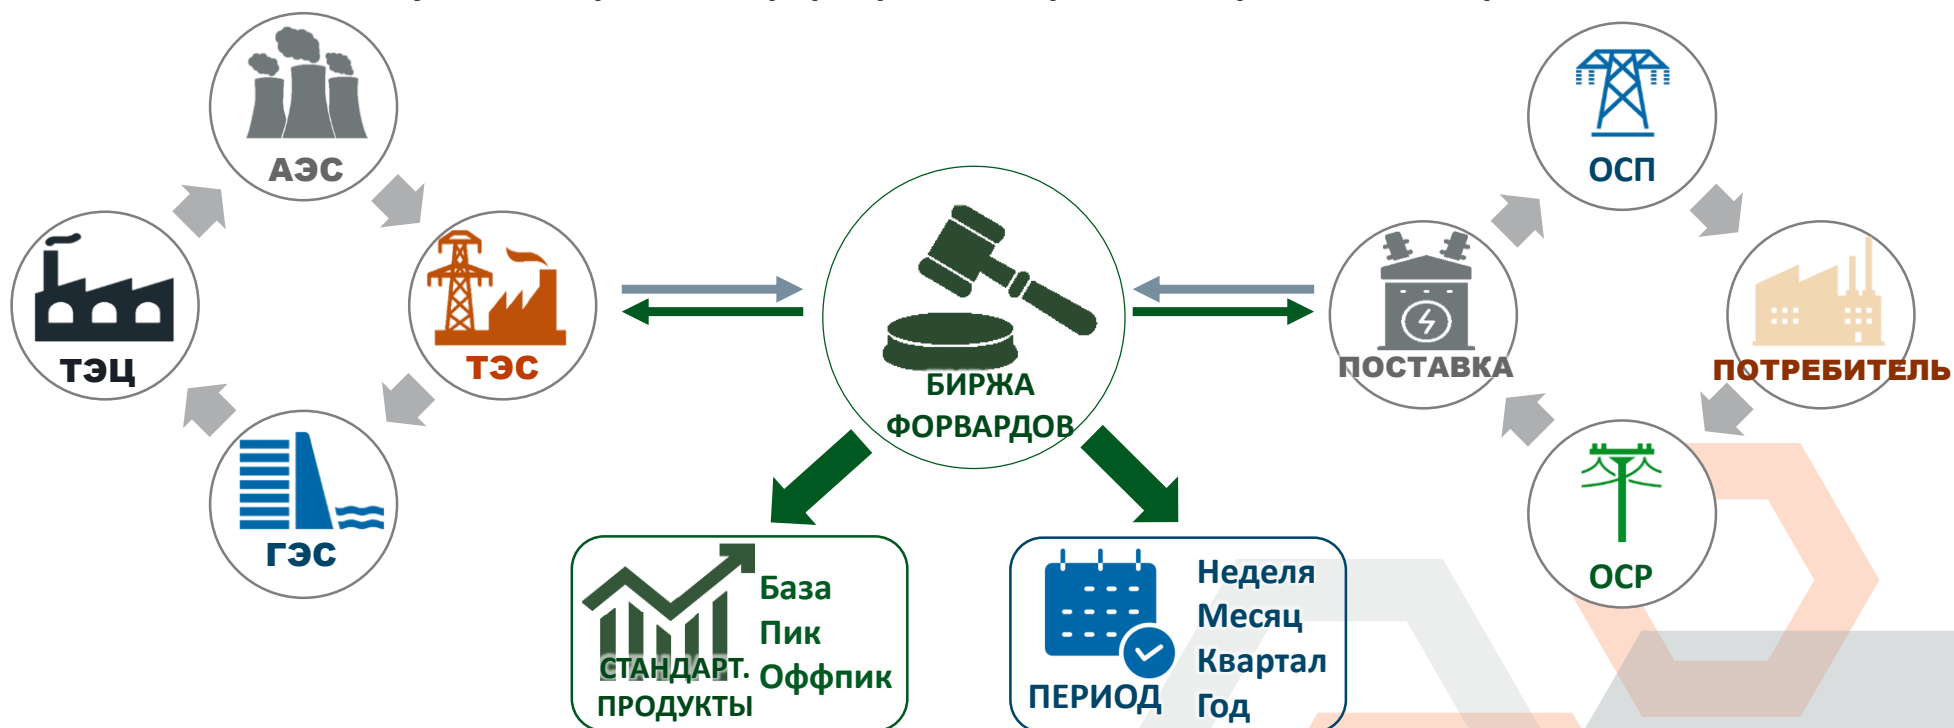 АЭС
ТЭЦ
ТЭС
ГЭС
БИРЖА
ФОРВАРДОВ
ОСП
ПОСТАВКА
ПОТРЕБИТЕЛЬ
ОСР
СТАНДАРТ.
ПРОДУКТЫ
База
Пик
Оффпик
ПЕРИОД
Неделя
Месяц
Квартал
Год